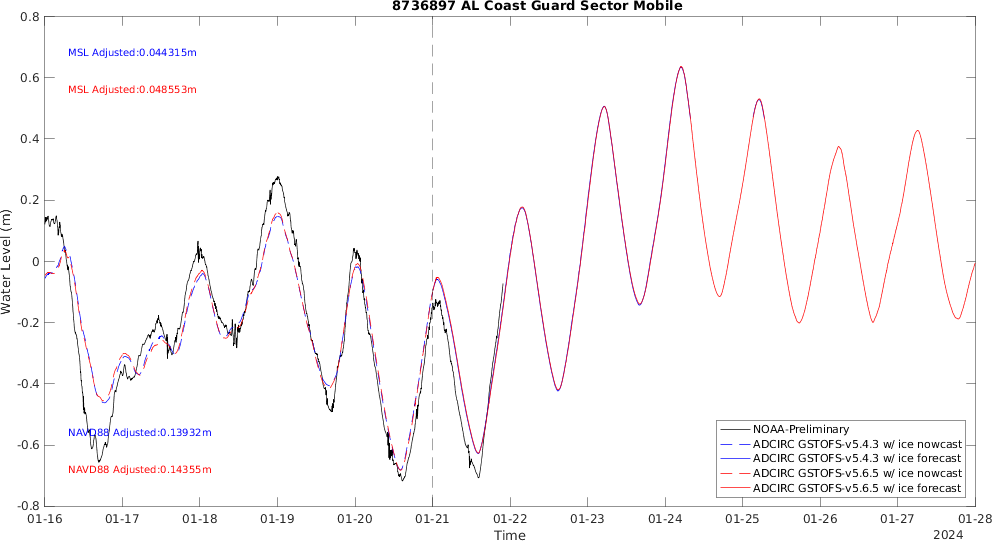 8736897 AL Coast Guard Sector Mobile
0.8
0.6
0.4
0.2
0
-0.2
-0.4
-0.6
-0.8
Water Level (m)
MSL Adjusted:0.044315m
MSL Adjusted:0.048553m
NAVD88 Adjusted:0.13932m
NAVD88 Adjusted:0.14355m
NOAA-Preliminary
ADCIRC GSTOFS-v5.4.3 w/ ice nowcast
ADCIRC GSTOFS-v5.4.3 w/ ice forecast
ADCIRC GSTOFS-v5.6.5 w/ ice nowcast
ADCIRC GSTOFS-v5.6.5 w/ ice forecast
01-16 01-17 01-18 01-19 01-20 01-21 01-22 01-23 01-24 01-25 01-26 01-27 01-28
Time
2024